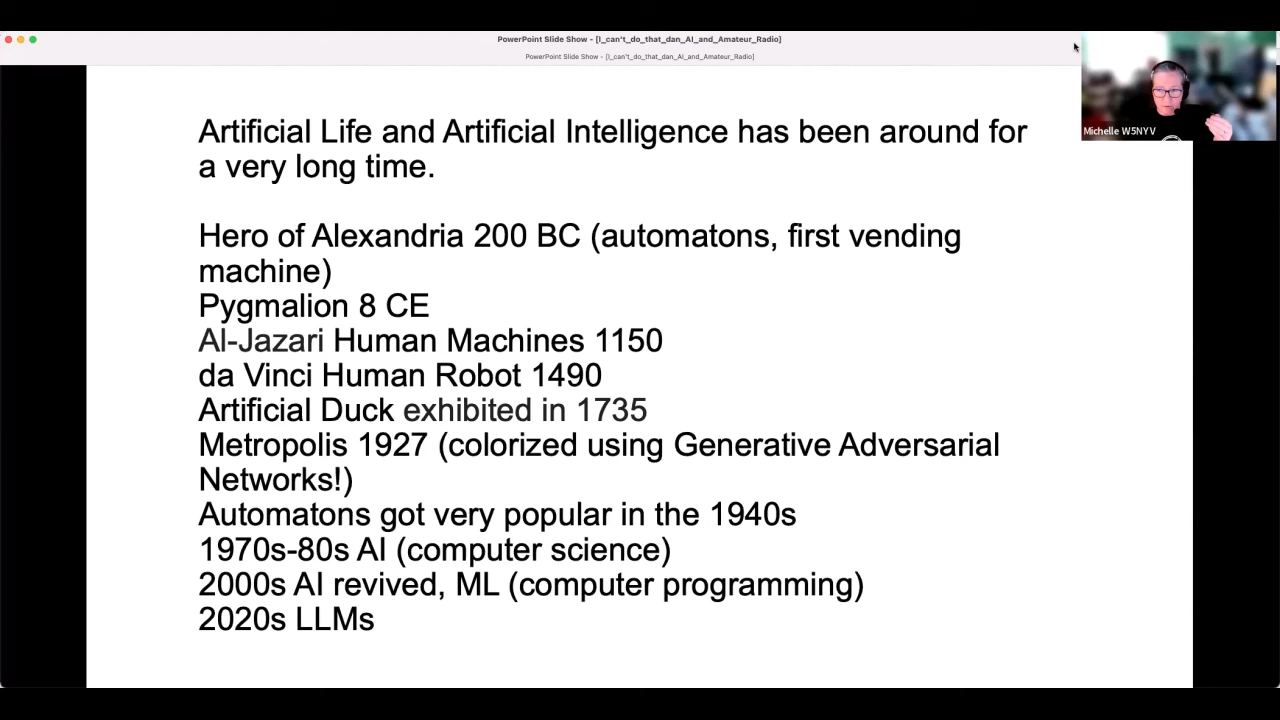 PowerPoint Slide Show - [I_can't_do_that_dan_AI_and_Amateur_Radio]
PowerPoint Slide Show - [I_can't_do_that_dan_AI_and_Amateur_Radio]
Michelle W5NYV
Artificial Life and Artificial Intelligence has been around for
a very long time.
Hero of Alexandria 200 BC (automatons, first vending
machine)
Pygmalion 8 CE
Al-Jazari Human Machines 1150
da Vinci Human Robot 1490
Artificial Duck exhibited in 1735
Metropolis 1927 (colorized using Generative Adversarial
Networks!)
Automatons got very popular in the 1940s
1970s-80s AI (computer science)
2000s AI revived, ML (computer programming)
2020s LLMs